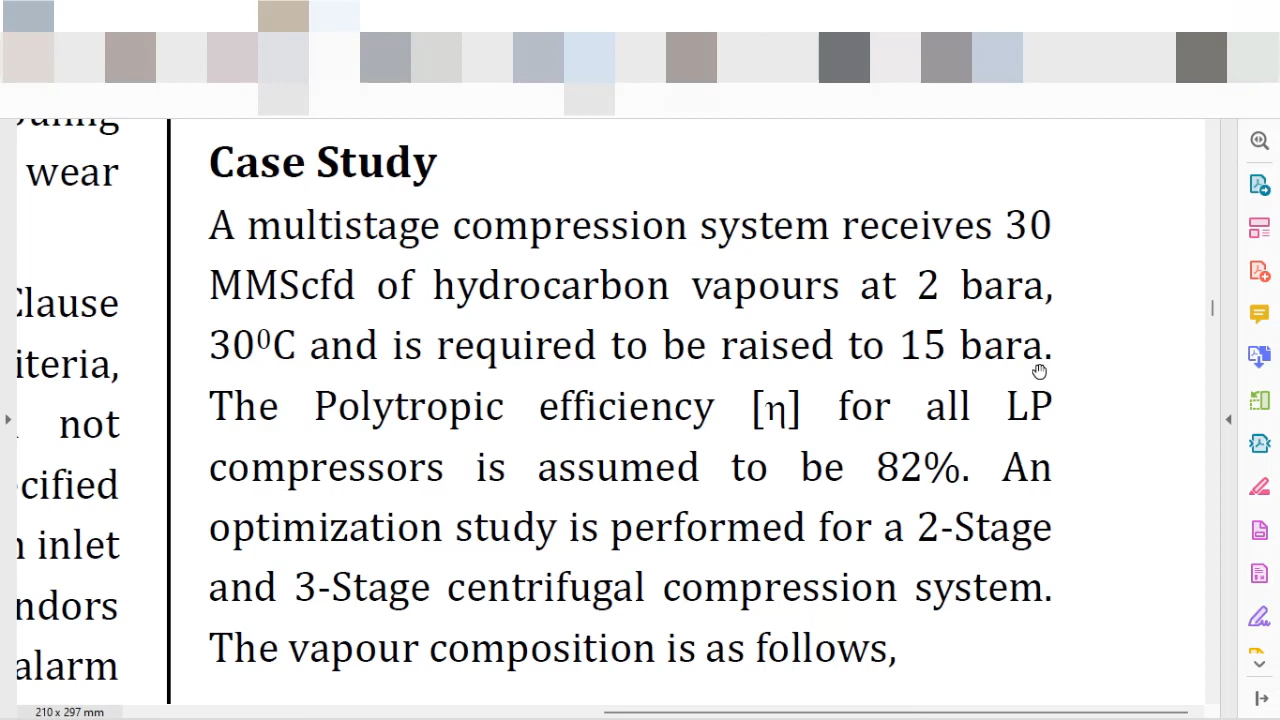 wear
Case Study
A multistage compression system receives 30
MMScfd of hydrocarbon vapours at 2 bara,
30⁰C and is required to be raised to 15 bara.
The Polytropic efficiency [η] for all LP
compressors is assumed to be 82%. An
optimization study is performed for a 2-Stage
and 3-Stage centrifugal compression system.
The vapour composition is as follows,
Clause
iteria,
not
cified
inlet
ndors
alarm
210 x 297 mm